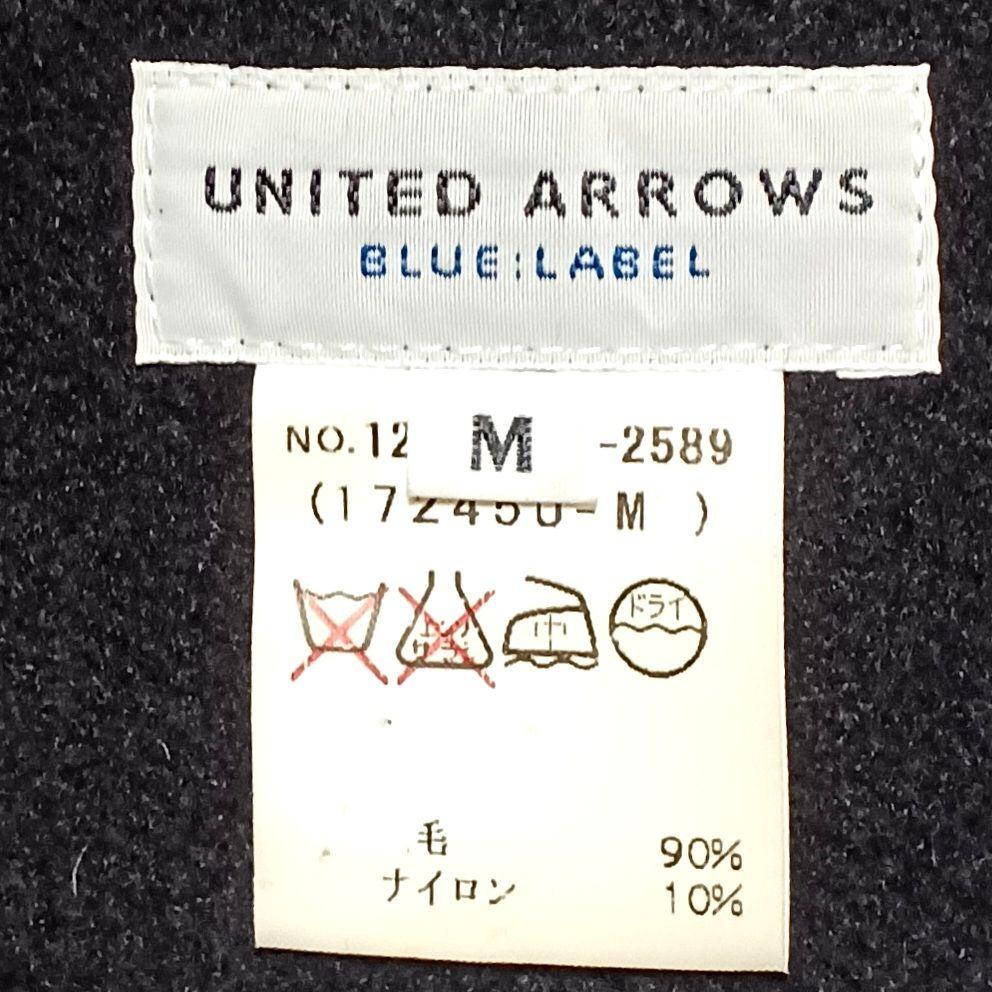 UNITED ARROWS
BLUE:LABEL
M
NO.12 -2589
(172450-M )
中
ドライ
毛 90%
ナイロン 10%